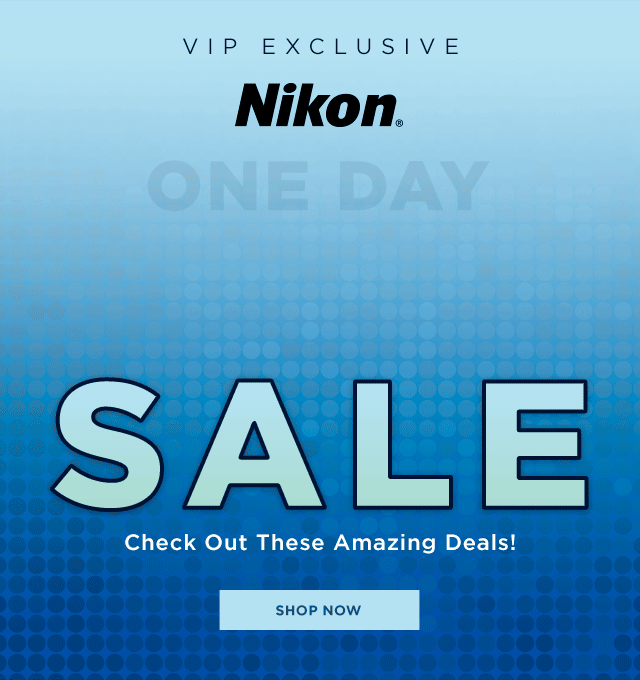 VIP EXCLUSIVE
Nikon®
ONE DAY
SALE
Check Out These Amazing Deals!
SHOP NOW